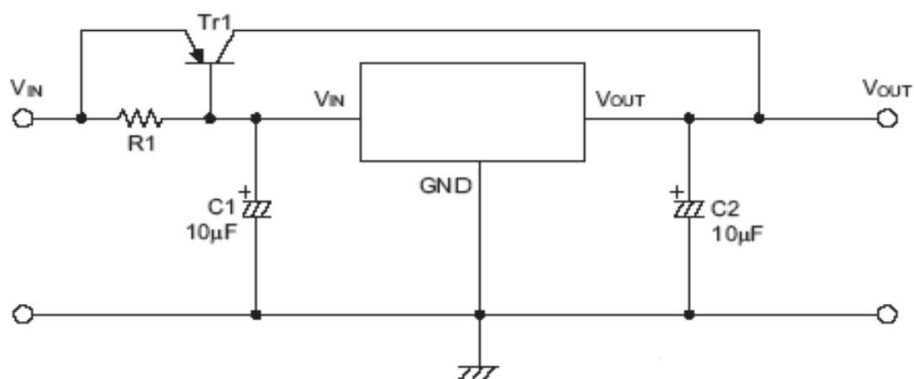 Tr1
VIN
R1
VIN
VOUT
VOUT
GND
C1
10μF
C2
10μF
+
+